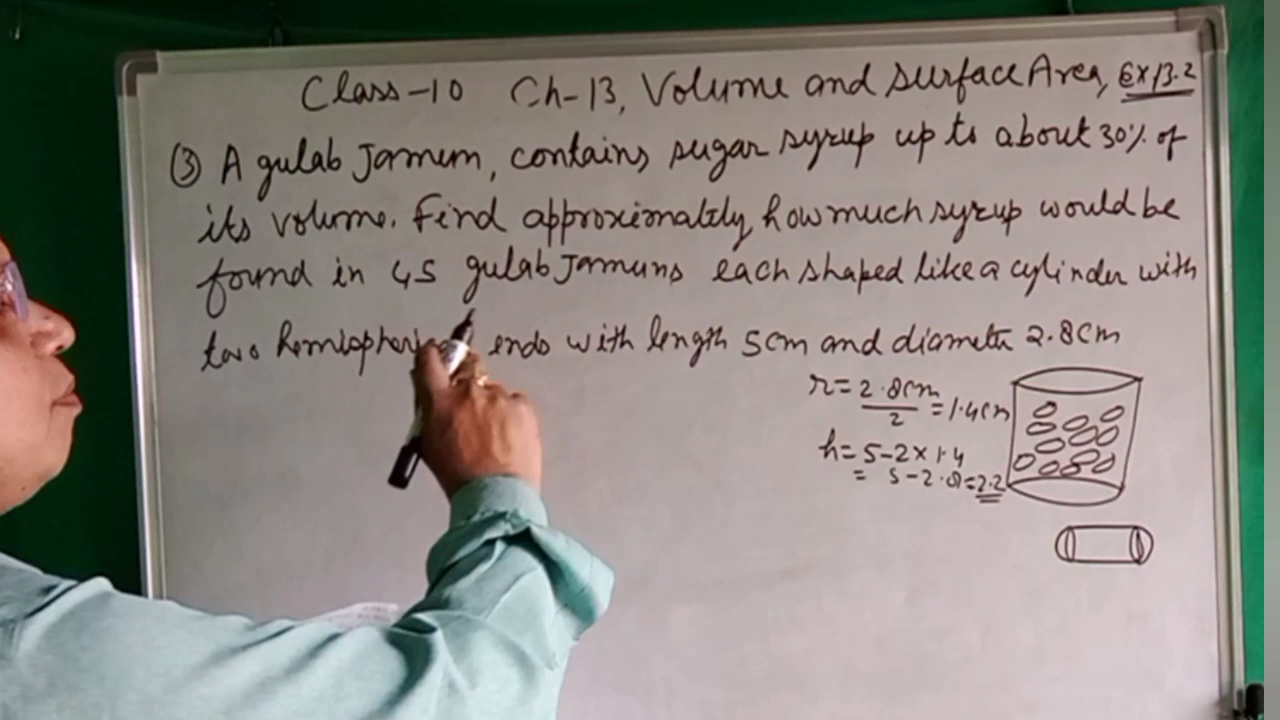 Class-10 Ch-13, Volume and Surface Area, Ex 13.2
③ A gulab Jamun, contains sugar syrup up to about 30% of
its volume. Find approximately how much syrup would be
found in 45 gulab Jamuns each shaped like a cylinder with
two hemispherical ends with length 5cm and diameter 2.8cm
r = 2.8cm/2 = 1.4cm
h = 5-2×1.4
= 5-2.8=2.2